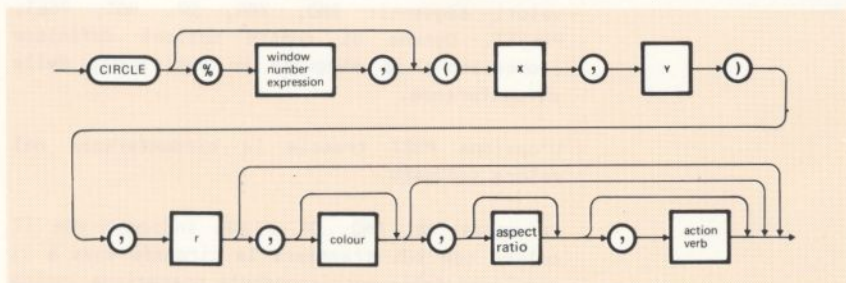 CIRCLE % window number expression , ( X , Y )
, r , colour , aspect ratio , action verb